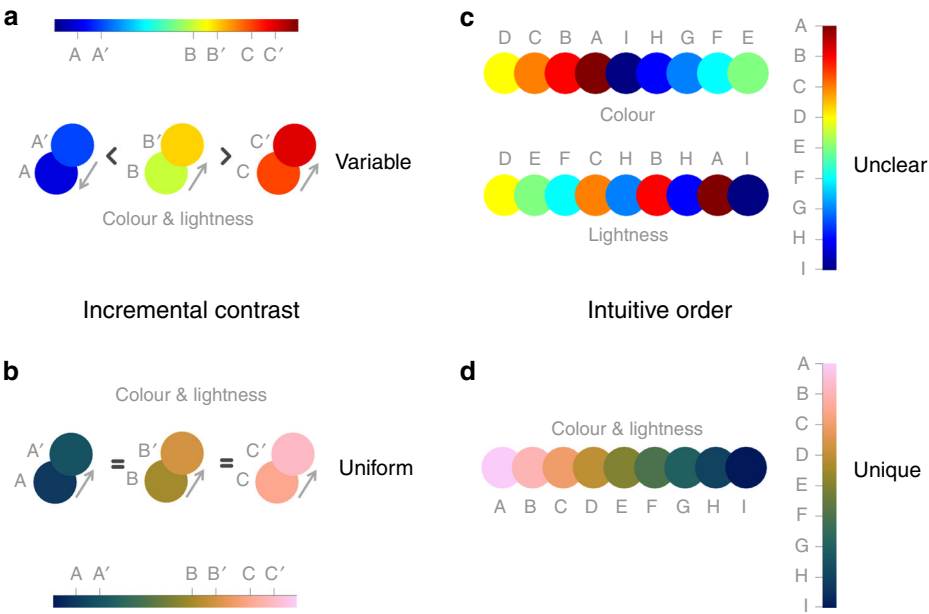 a
A A′ B B′ C C′
A′ B′ C′
A < B > C
Variable
Colour & lightness
Incremental contrast
b
Colour & lightness
A′ B′ C′
A = B = C
Uniform
A A′ B B′ C C′
c
D C B A I H G F E
Colour
D E F C H B H A I
Lightness
A
B
C
D
E
F
G
H
I
Unclear
Intuitive order
d
Colour & lightness
A B C D E F G H I
A
B
C
D
E
F
G
H
I
Unique